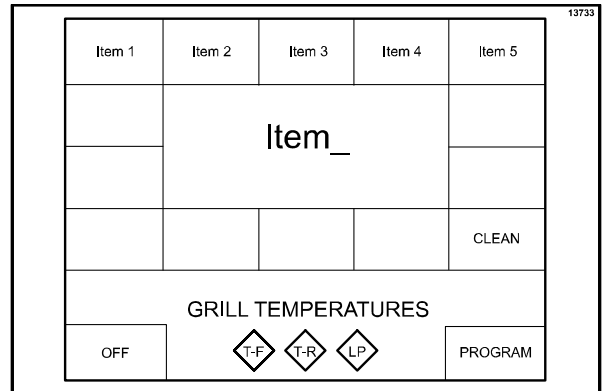 13733
Item 1 Item 2 Item 3 Item 4 Item 5
Item_
CLEAN
GRILL TEMPERATURES
OFF T-F T-R LP PROGRAM